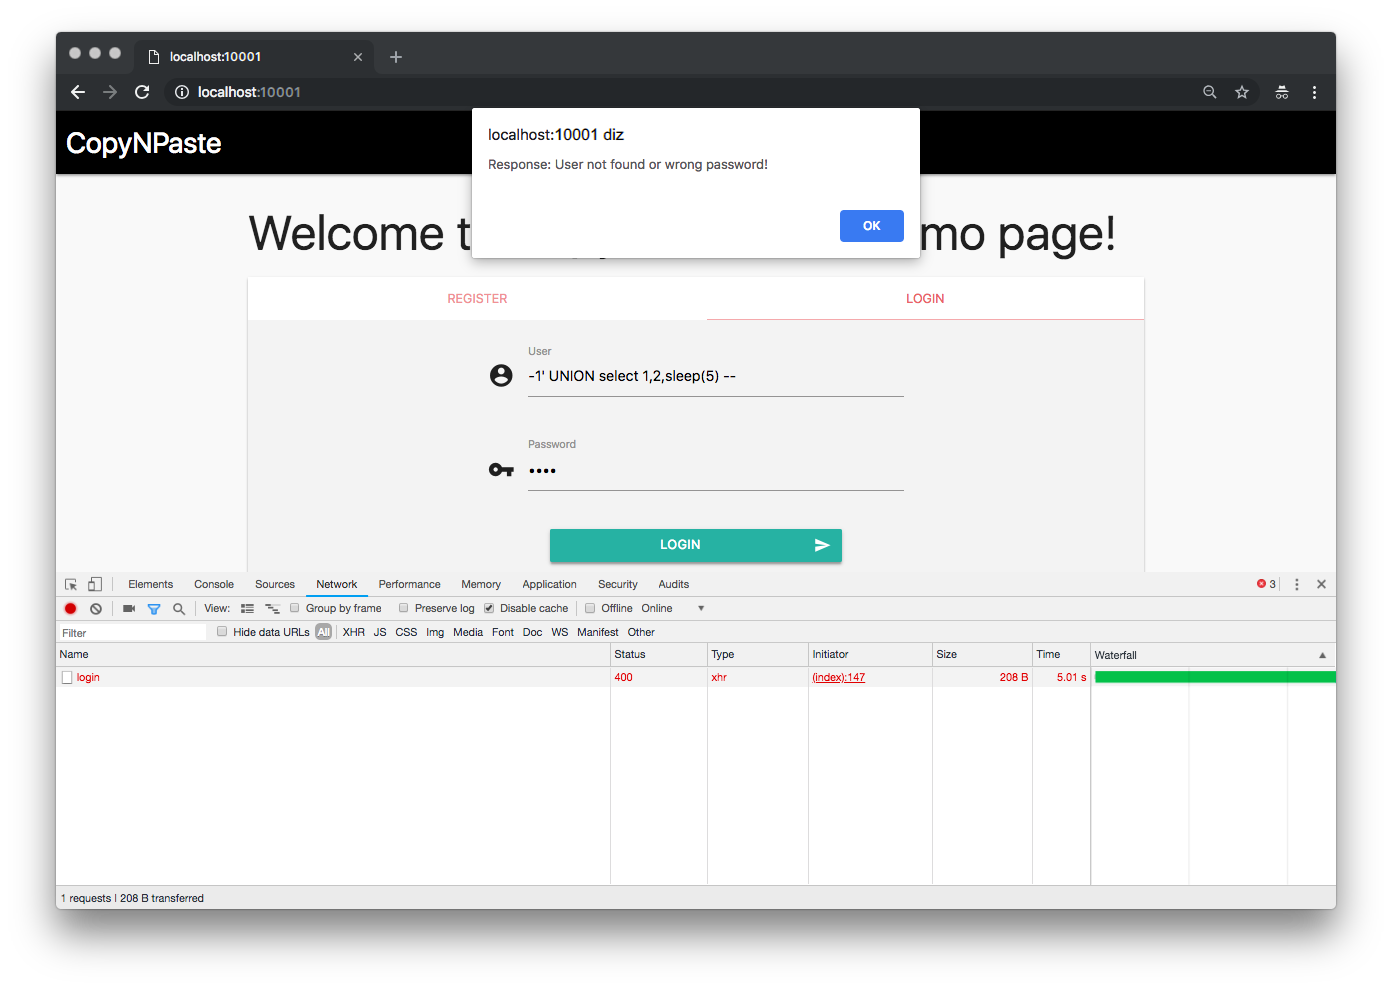 localhost:10001
localhost:10001
CopyNPaste
localhost:10001 diz
Response: User not found or wrong password!
OK
Welcome t mo page!
REGISTER LOGIN
User
-1' UNION select 1,2,sleep(5) --
Password
••••
LOGIN
Elements Console Sources Network Performance Memory Application Security Audits 3
View: Group by frame Preserve log Disable cache Offline Online
Filter Hide data URLs All XHR JS CSS Img Media Font Doc WS Manifest Other
Name Status Type Initiator Size Time Waterfall
login 400 xhr (index):147 208 B 5.01 s
1 requests | 208 B transferred